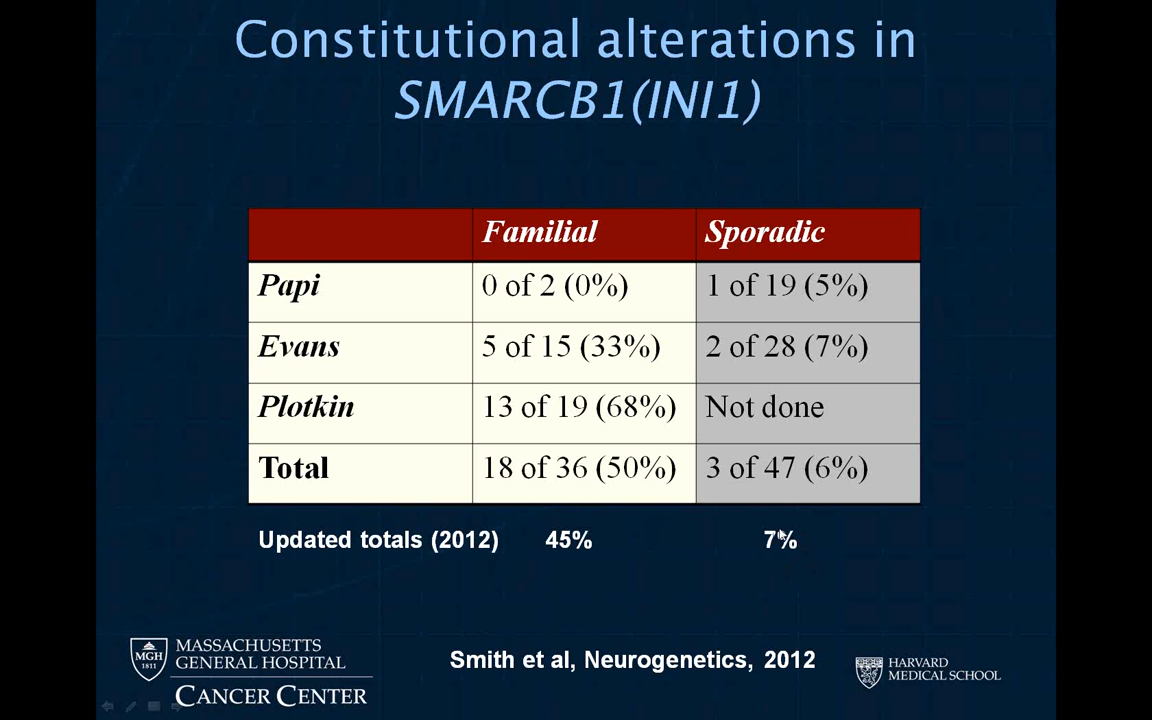 Constitutional alterations in
SMARCB1(INI1)
Familial Sporadic
Papi 0 of 2 (0%) 1 of 19 (5%)
Evans 5 of 15 (33%) 2 of 28 (7%)
Plotkin 13 of 19 (68%) Not done
Total 18 of 36 (50%) 3 of 47 (6%)
Updated totals (2012) 45% 7%
Smith et al, Neurogenetics, 2012
MGH
1811
MASSACHUSETTS
GENERAL HOSPITAL
CANCER CENTER
HARVARD
MEDICAL SCHOOL